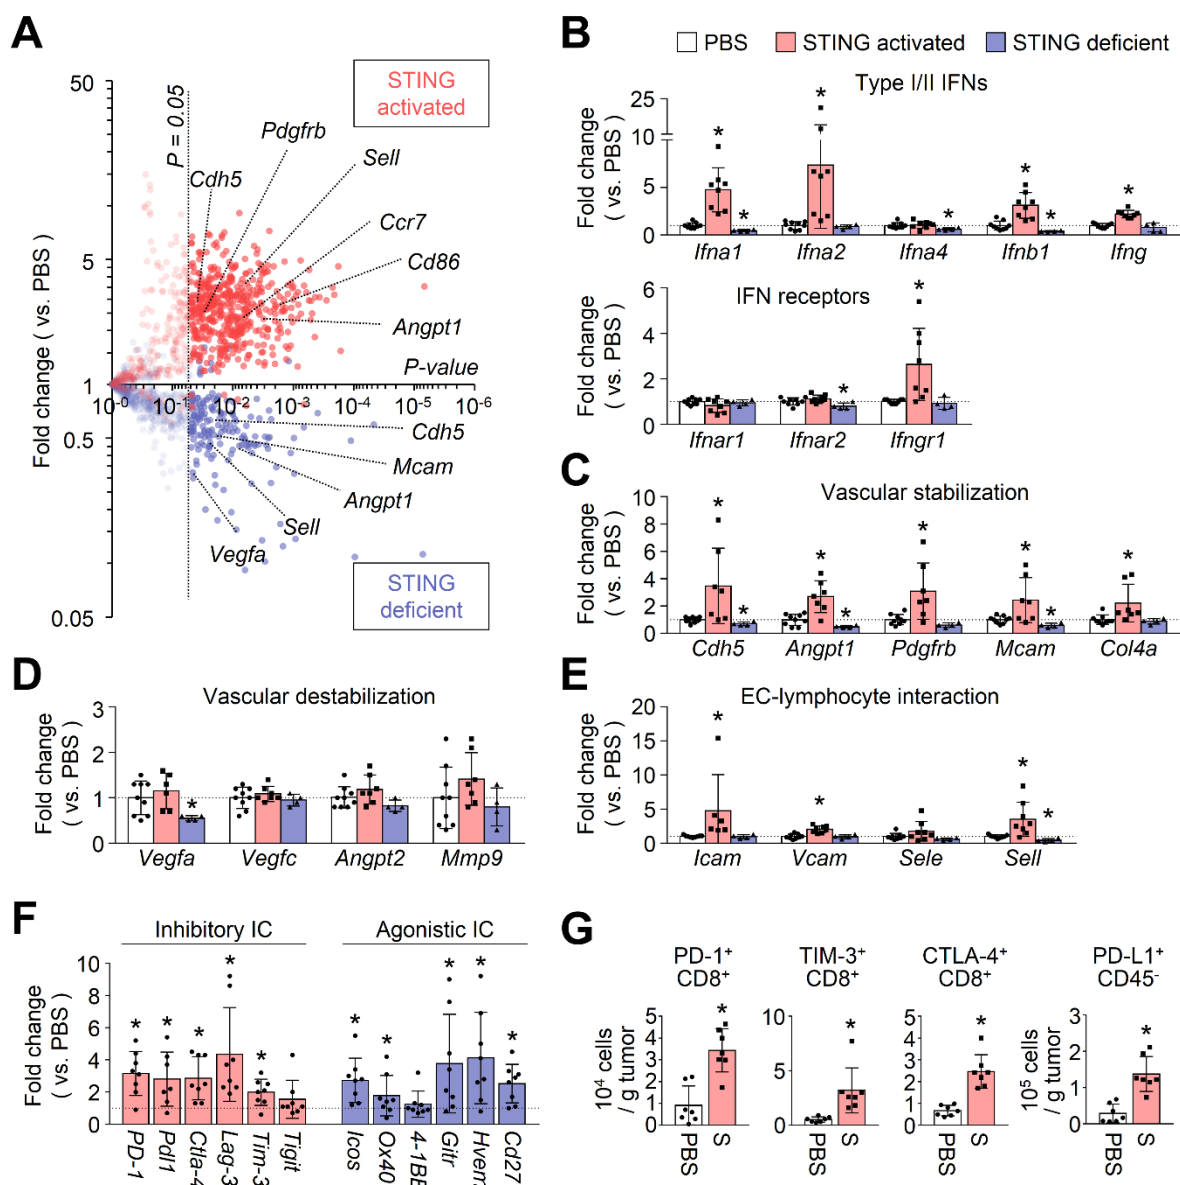 A
50
5
1
0.5
0.05
Fold change ( vs. PBS)
P = 0.05
STING
activated
Pdgfrb
Sell
Cdh5
Ccr7
Cd86
Angpt1
P-value
10⁻⁰ 10⁻¹ 10⁻² 10⁻³ 10⁻⁴ 10⁻⁵ 10⁻⁶
Cdh5
Mcam
Angpt1
Sell
Vegfa
STING
deficient
B
PBS STING activated STING deficient
Type I/II IFNs
Fold change
( vs. PBS )
25
10
5
0
* * * * * * * *
Ifna1 Ifna2 Ifna4 Ifnb1 Ifng
IFN receptors
Fold change
( vs. PBS )
6
4
2
0
* *
Ifnar1 Ifnar2 Ifngr1
C
Vascular stabilization
Fold change
( vs. PBS )
10
8
6
4
2
0
* * * * * * * *
Cdh5 Angpt1 Pdgfrb Mcam Col4a
D
Vascular destabilization
Fold change
( vs. PBS )
3
2
1
0
*
Vegfa Vegfc Angpt2 Mmp9
E
EC-lymphocyte interaction
Fold change
( vs. PBS )
20
15
10
5
0
* * * *
Icam Vcam Sele Sell
F
Inhibitory IC Agonistic IC
Fold change
( vs. PBS )
10
8
6
4
2
0
* * * * * * * * * *
PD-1 Pdl1 Ctla-4 Lag-3 Tim-3 Tigit Icos Ox40 4-1BB Gitr Hvem Cd27
G
PD-1⁺
CD8⁺
TIM-3⁺
CD8⁺
CTLA-4⁺
CD8⁺
PD-L1⁺
CD45⁻
10⁴ cells
/ g tumor
5
4
3
2
1
0
*
PBS S
10
5
0
*
PBS S
5
4
3
2
1
0
*
PBS S
10⁵ cells
/ g tumor
3
2
1
0
*
PBS S